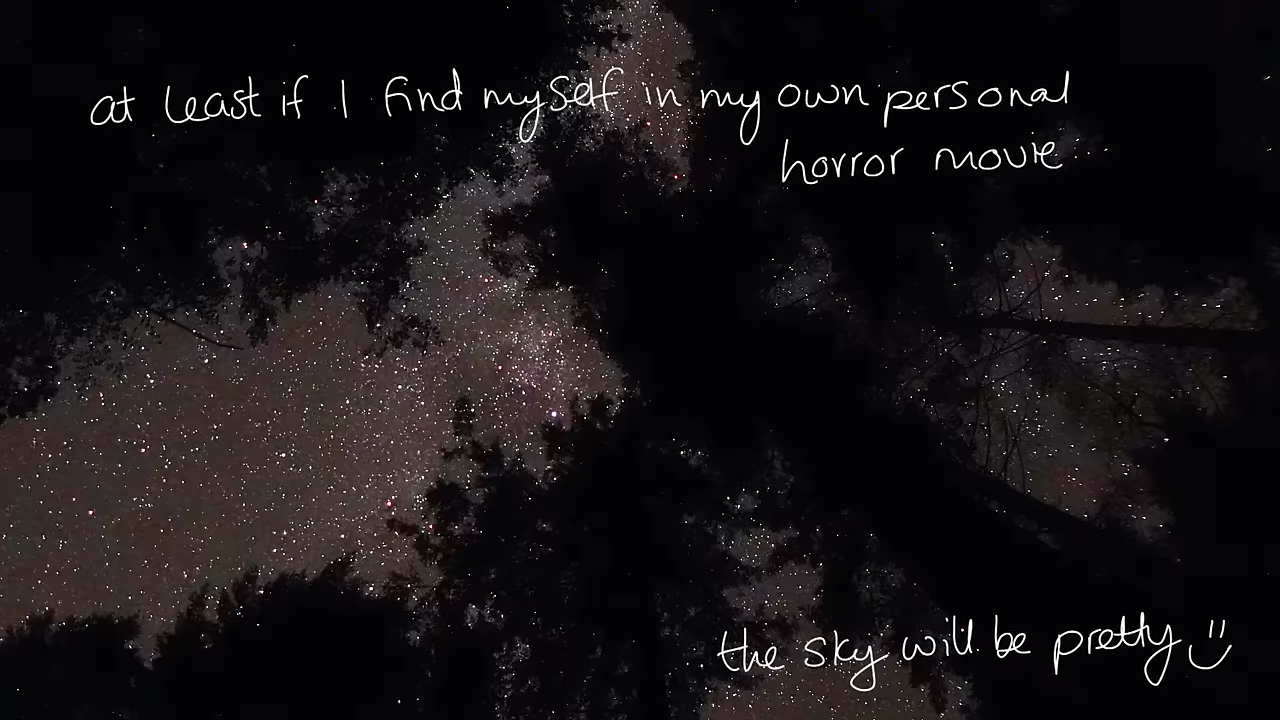 at least if I find myself in my own personal
horror movie...
the sky will be pretty :)